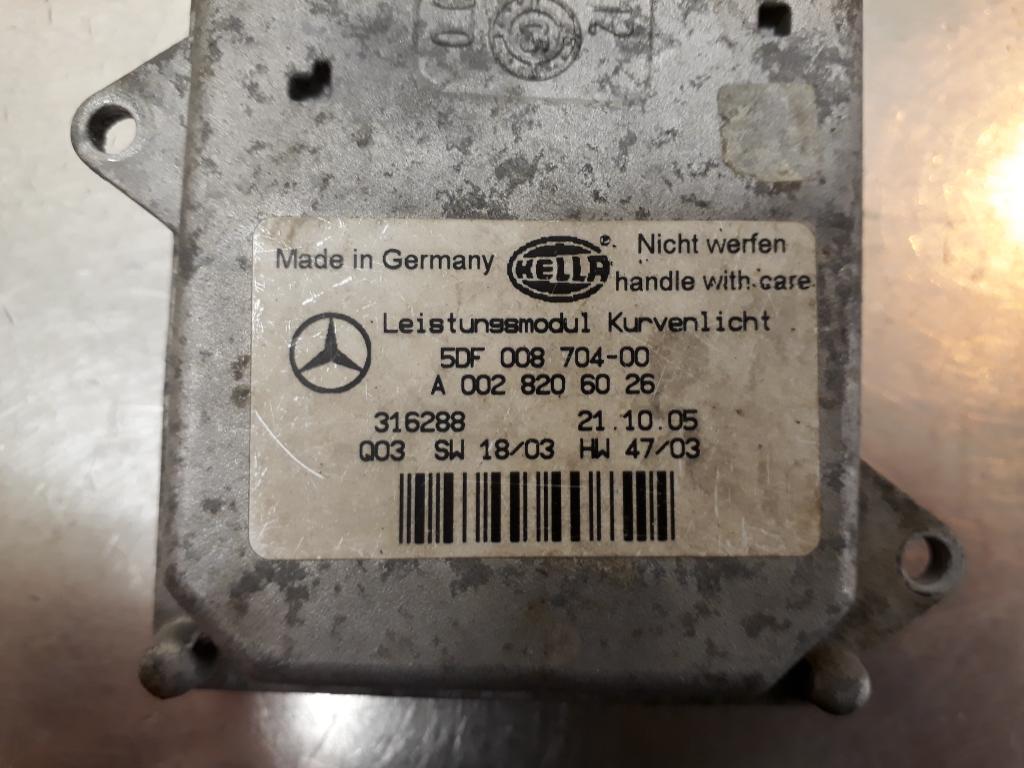 Made in Germany HELLA ® Nicht werfen
handle with care
Leistungsmodul Kurvenlicht
5DF 008 704-00
A 002 820 60 26
316288 21.10.05
Q03 SW 18/03 HW 47/03